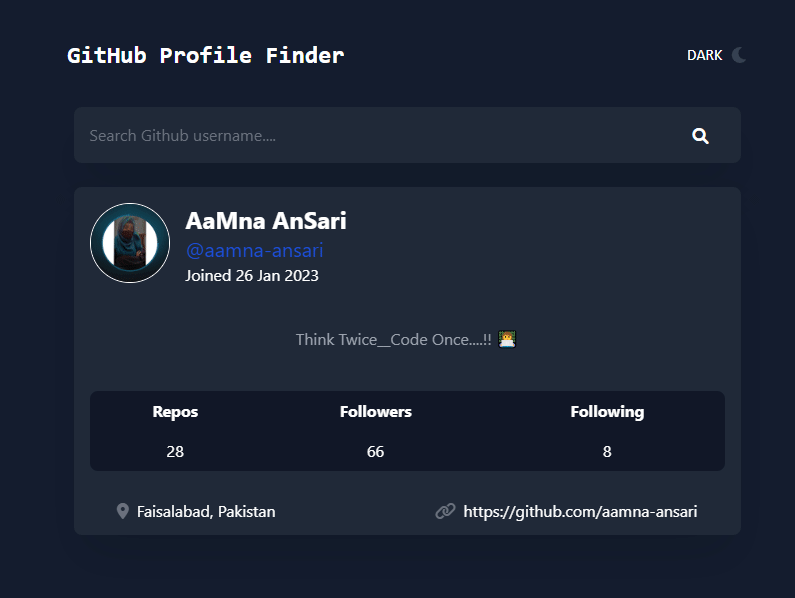 GitHub Profile Finder
DARK
Search Github username....
AaMna AnSari
@aamna-ansari
Joined 26 Jan 2023
Think Twice__Code Once....!! 👨‍💻
Repos Followers Following
28 66 8
Faisalabad, Pakistan https://github.com/aamna-ansari